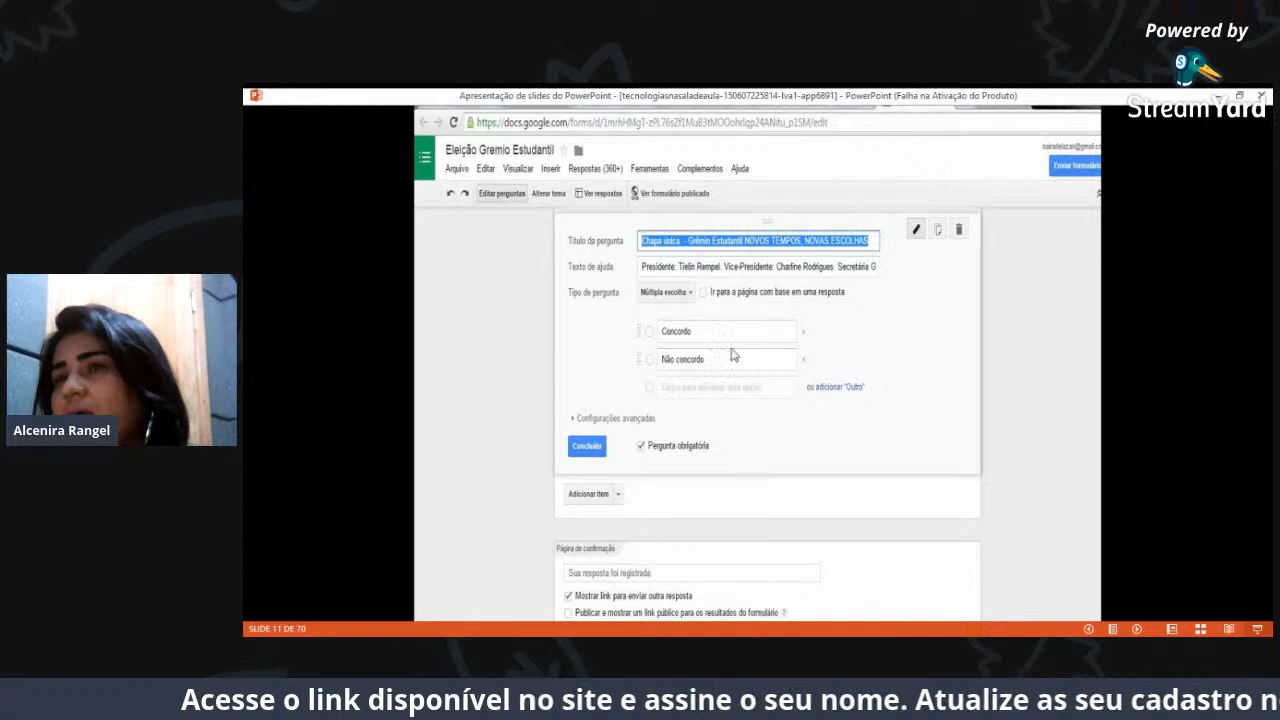 Powered by
StreamYard
Apresentação de slides do PowerPoint - [tecnologiasnasaladeaula-150607225814-lva1-app6891] - PowerPoint (Falha na Ativação do Produto)
Eleição Gremio Estudantil
Arquivo Editar Visualizar Inserir Respostas (360+) Ferramentas Complementos Ajuda
Enviar formulário
Editar perguntas Alterar tema Ver respostas Ver formulário publicado
Título da pergunta Chapa única - Grêmio Estudantil NOVOS TEMPOS, NOVAS ESCOLHAS
Texto de ajuda Presidente: Tielin Rempel. Vice-Presidente: Charline Rodrigues. Secretária G
Tipo de pergunta Múltipla escolha Ir para a página com base em uma resposta
Concordo
Não concordo
Clique para adicionar uma opção ou adicionar "Outro"
Configurações avançadas
Concluído Pergunta obrigatória
Adicionar item
Página de confirmação
Sua resposta foi registrada.
Mostrar link para enviar outra resposta
Publicar e mostrar um link público para os resultados do formulário ?
Alcenira Rangel
SLIDE 11 DE 70
Acesse o link disponível no site e assine o seu nome. Atualize as seu cadastro n